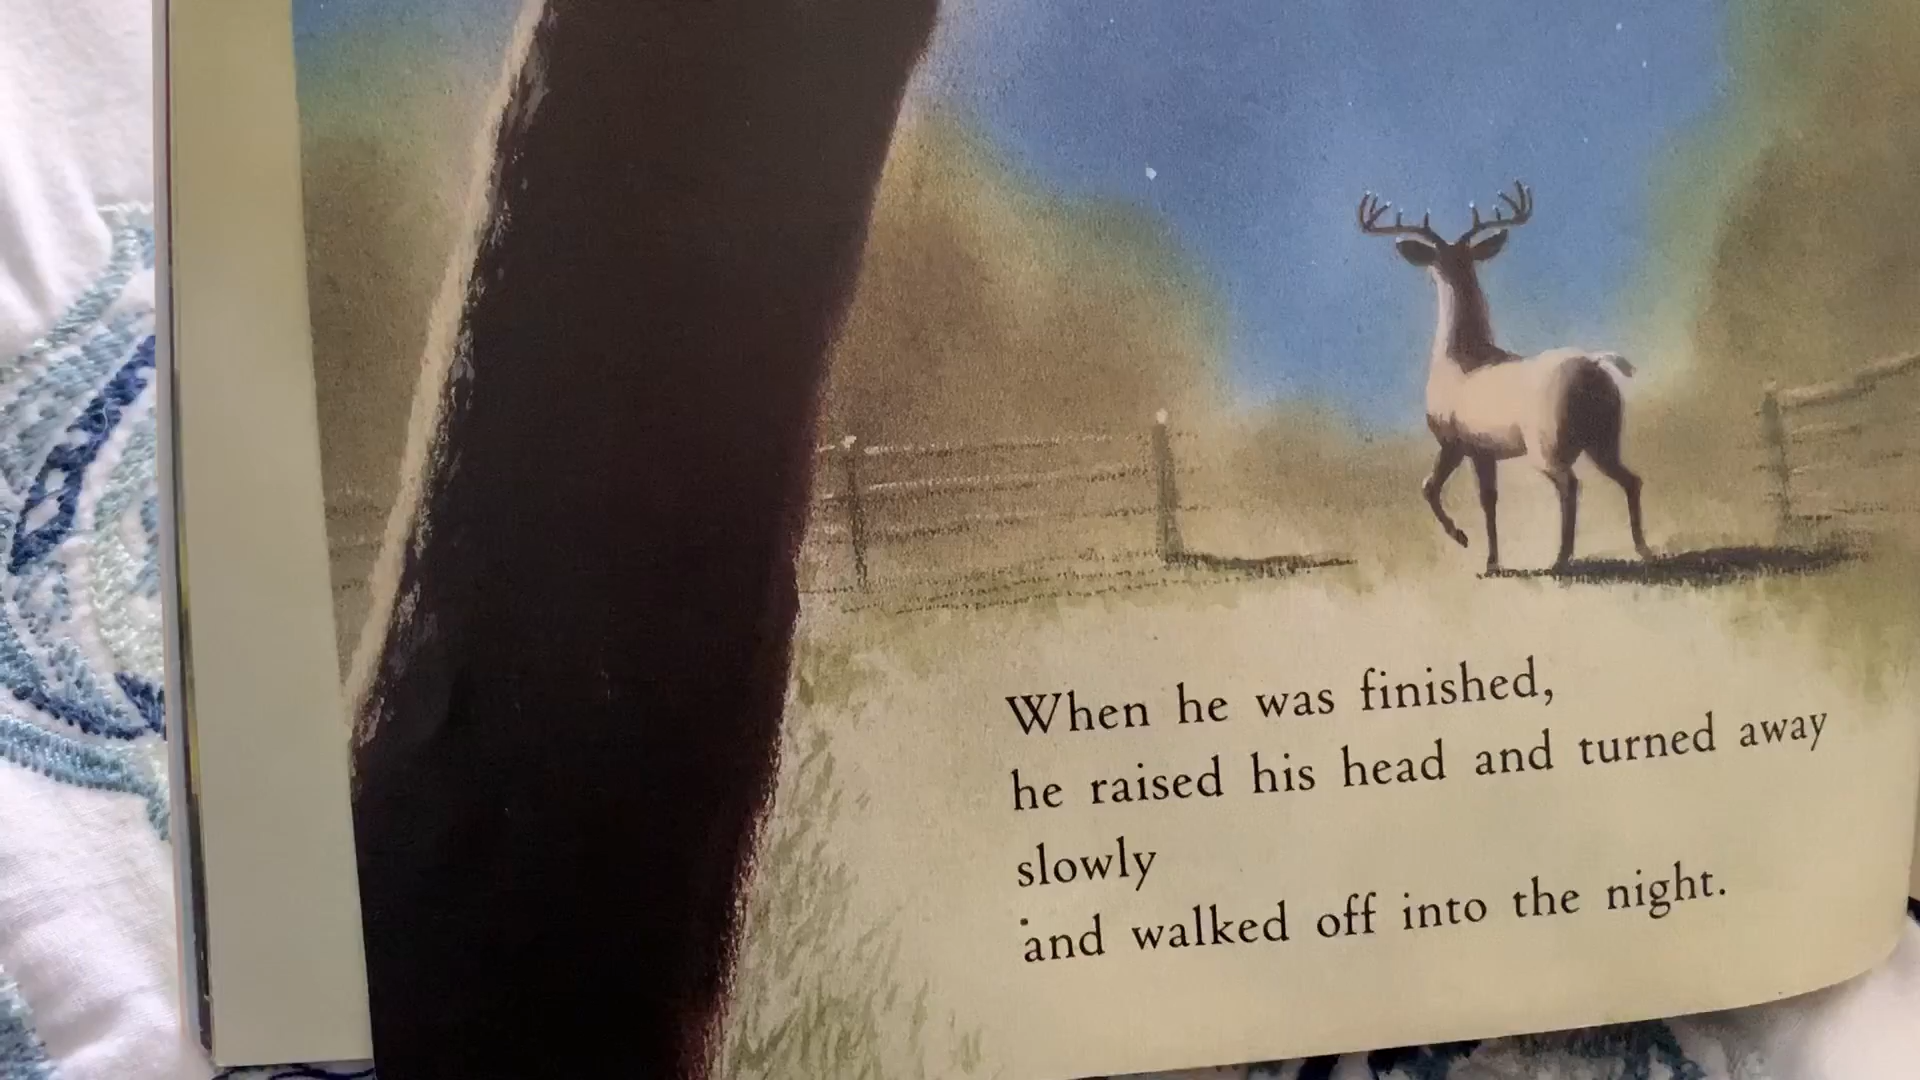 When he was finished,
he raised his head and turned away
slowly
and walked off into the night.